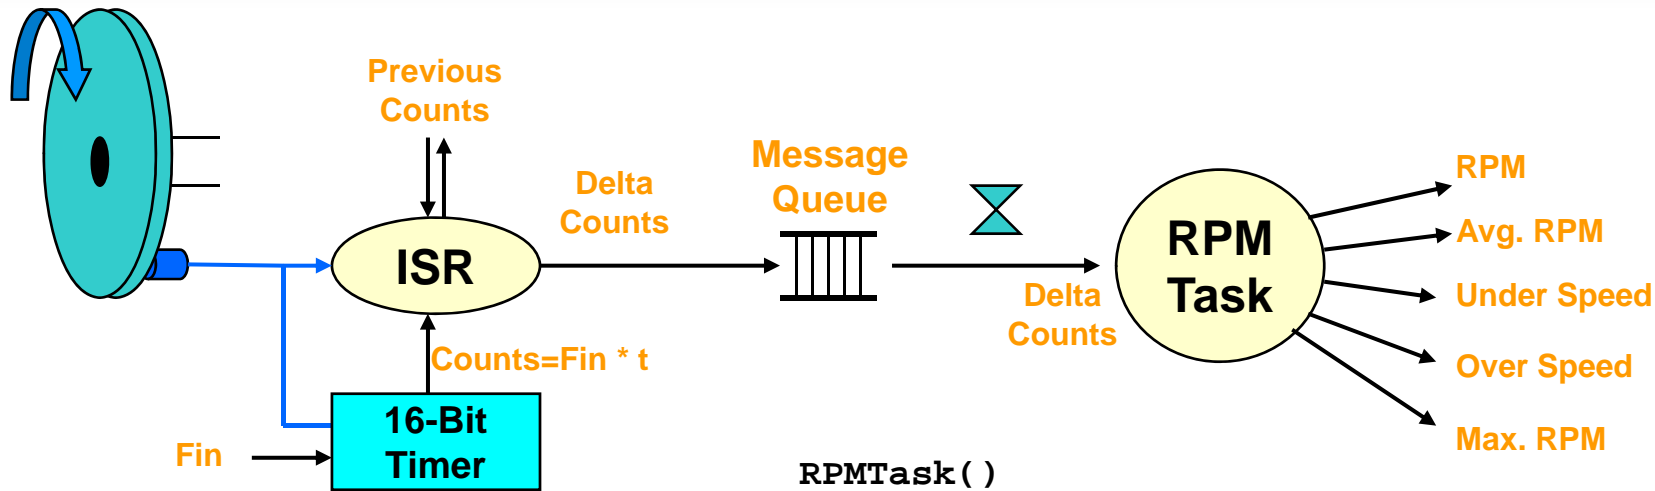 Previous
Counts
Message
Queue
Delta
Counts
ISR
RPM
Task
RPM
Avg. RPM
Under Speed
Over Speed
Max. RPM
Delta
Counts
Counts=Fin * t
16-Bit
Timer
Fin
RPMTask()